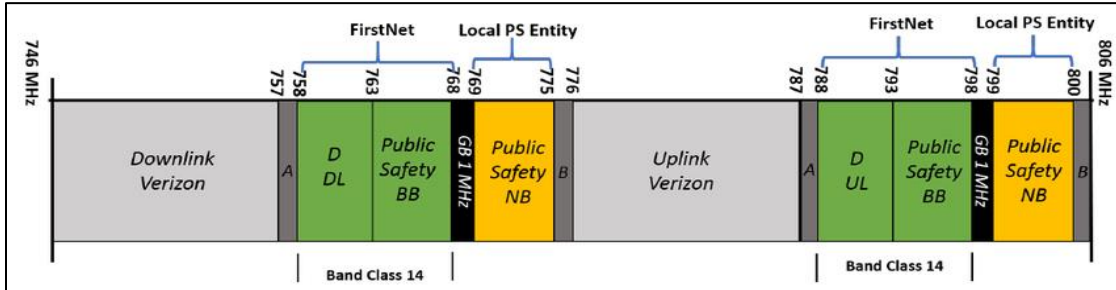 FirstNet
Local PS Entity
FirstNet
Local PS Entity
746 MHz
757
758
763
768
769
775
776
787
788
793
798
799
800
806 MHz
Downlink
Verizon
A
D
DL
Public
Safety
BB
GB 1 MHz
Public
Safety
NB
B
Uplink
Verizon
A
D
UL
Public
Safety
BB
GB 1 MHz
Public
Safety
NB
B
Band Class 14
Band Class 14